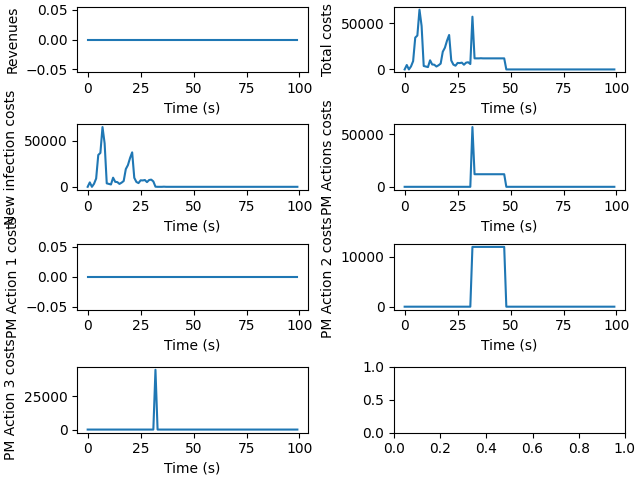 Revenues
0.05
0.00
−0.05
0 25 50 75 100
Time (s)
Total costs
50000
0
0 25 50 75 100
Time (s)
New infection costs
50000
0
0 25 50 75 100
Time (s)
PM Actions costs
50000
0
0 25 50 75 100
Time (s)
PM Action 1 costs
0.05
0.00
−0.05
0 25 50 75 100
Time (s)
PM Action 2 costs
10000
0
0 25 50 75 100
Time (s)
PM Action 3 costs
25000
0
0 25 50 75 100
Time (s)
1.0
0.5
0.0
0.0 0.2 0.4 0.6 0.8 1.0